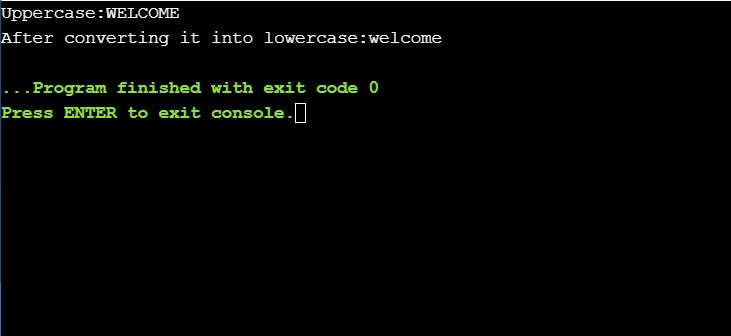 Uppercase:WELCOME
After converting it into lowercase:welcome
...Program finished with exit code 0
Press ENTER to exit console.